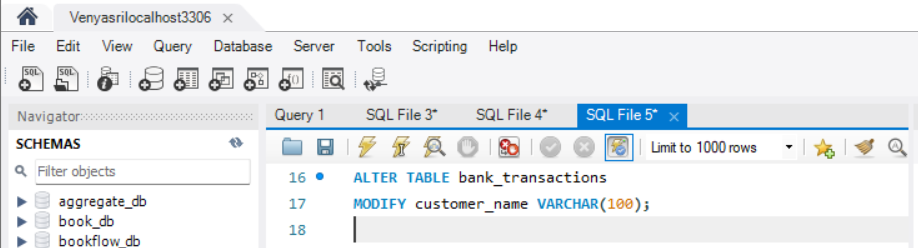 Venyasrilocalhost3306 ×
File Edit View Query Database Server Tools Scripting Help
SQL SQL
Navigator
SCHEMAS
Filter objects
aggregate_db
book_db
bookflow_db
Query 1 SQL File 3* SQL File 4* SQL File 5* ×
Limit to 1000 rows
16 ALTER TABLE bank_transactions
17 MODIFY customer_name VARCHAR(100);
18